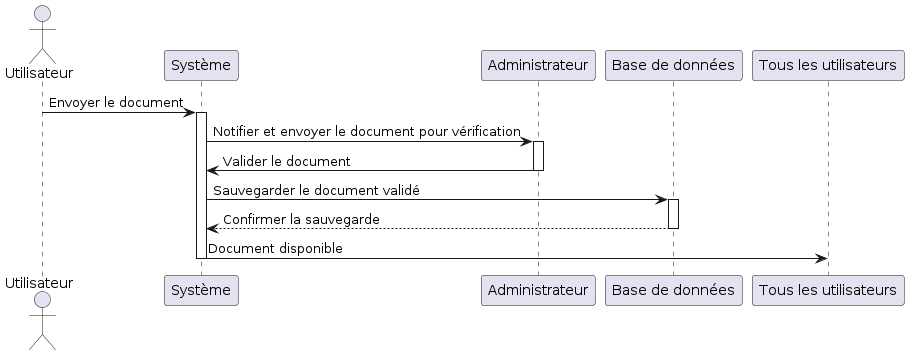 Utilisateur
Système
Administrateur
Base de données
Tous les utilisateurs
Envoyer le document
Notifier et envoyer le document pour vérification
Valider le document
Sauvegarder le document validé
Confirmer la sauvegarde
Document disponible
Utilisateur
Système
Administrateur
Base de données
Tous les utilisateurs